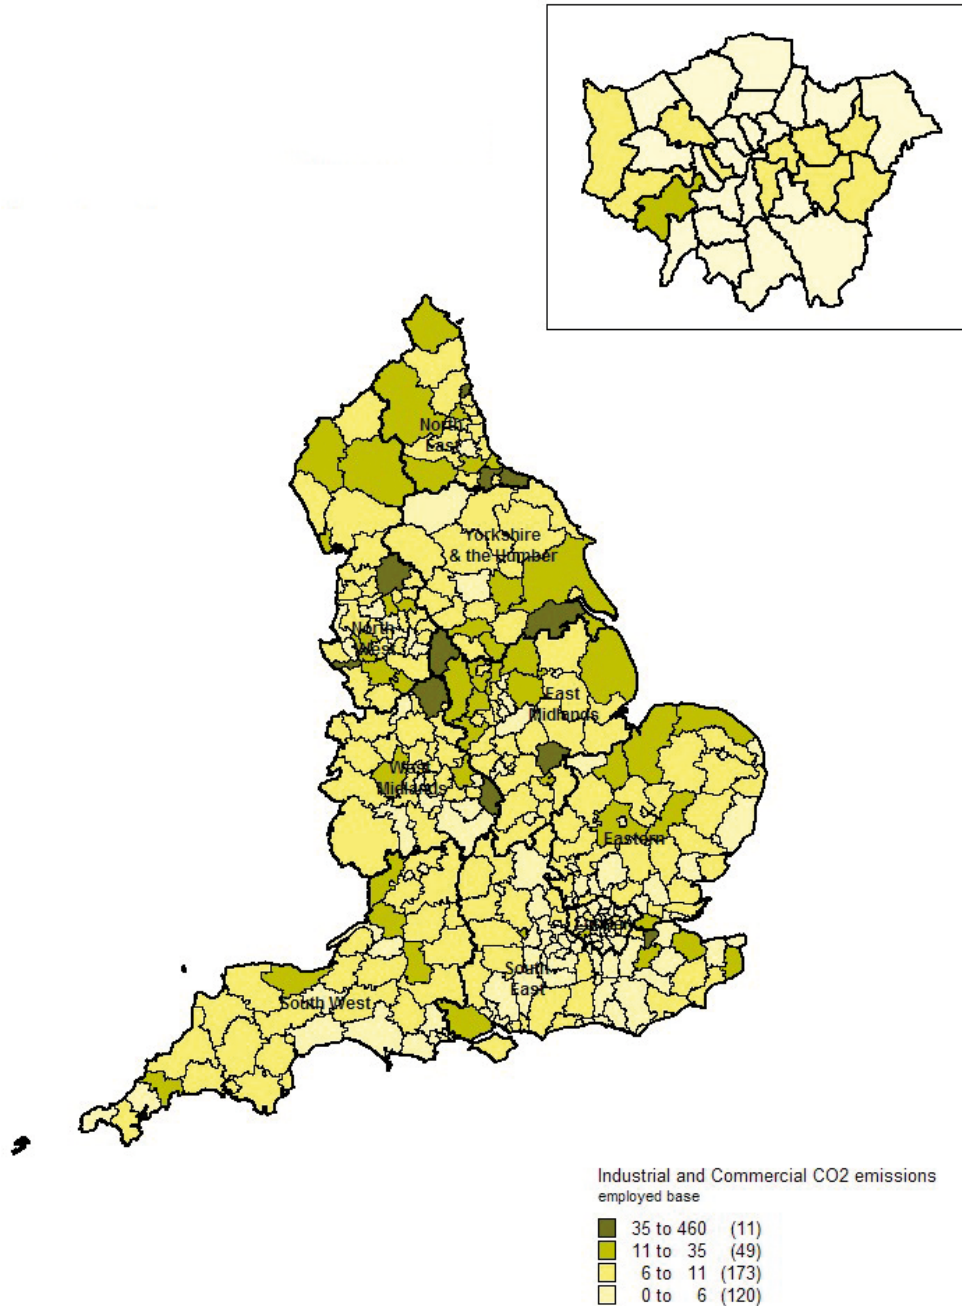 North
East
Yorkshire
& the Humber
North
West
East
Midlands
West
Midlands
Eastern
London
South
East
South West
Industrial and Commercial CO2 emissions
employed base
35 to 460 (11)
11 to 35 (49)
6 to 11 (173)
0 to 6 (120)